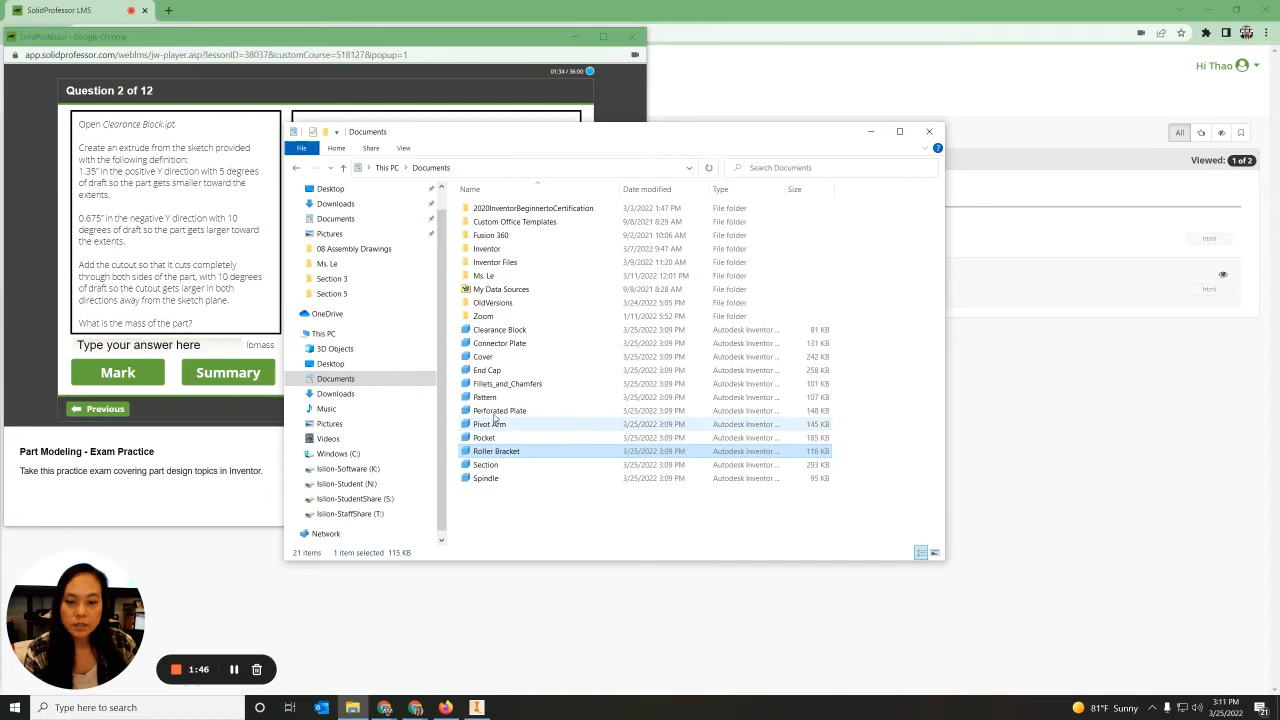 SolidProfessor LMS
SolidProfessor - Google Chrome
app.solidprofessor.com/weblms/jw-player.asp?lessonID=38037&customCourse=518127&popup=1
Hi Thao
01:34 / 36:00
Question 2 of 12
Open Clearance Block.ipt.
Create an extrude from the sketch provided
with the following definition:
1.35" in the positive Y direction with 5 degrees
of draft so the part gets smaller toward the
extents.
0.675" in the negative Y direction with 10
degrees of draft so the part gets larger toward
the extents.
Add the cutout so that it cuts completely
through both sides of the part, with 10 degrees
of draft so the cutout gets larger in both
directions away from the sketch plane.
What is the mass of the part?
Type your answer here lbmass
Mark Summary
Previous
Part Modeling - Exam Practice
Take this practice exam covering part design topics in Inventor.
All
Viewed: 1 of 2
html
html
Documents
File Home Share View
This PC > Documents
Search Documents
Name Date modified Type Size
Desktop
Downloads
Documents
Pictures
08 Assembly Drawings
Ms. Le
Section 3
Section 5
OneDrive
This PC
3D Objects
Desktop
Documents
Downloads
Music
Pictures
Videos
Windows (C:)
Isilon-Software (K:)
Isilon-Student (N:)
Isilon-StudentShare (S:)
Isilon-StaffShare (T:)
Network
2020InventorBeginnertoCertification 3/3/2022 1:47 PM File folder
Custom Office Templates 9/8/2021 8:29 AM File folder
Fusion 360 9/2/2021 10:06 AM File folder
Inventor 3/7/2022 9:47 AM File folder
Inventor Files 3/9/2022 11:20 AM File folder
Ms. Le 3/11/2022 12:01 PM File folder
My Data Sources 9/8/2021 8:28 AM File folder
OldVersions 3/24/2022 5:05 PM File folder
Zoom 1/11/2022 5:52 PM File folder
Clearance Block 3/25/2022 3:09 PM Autodesk Inventor ... 81 KB
Connector Plate 3/25/2022 3:09 PM Autodesk Inventor ... 131 KB
Cover 3/25/2022 3:09 PM Autodesk Inventor ... 242 KB
End Cap 3/25/2022 3:09 PM Autodesk Inventor ... 258 KB
Fillets_and_Chamfers 3/25/2022 3:09 PM Autodesk Inventor ... 101 KB
Pattern 3/25/2022 3:09 PM Autodesk Inventor ... 107 KB
Perforated Plate 3/25/2022 3:09 PM Autodesk Inventor ... 148 KB
Pivot Arm 3/25/2022 3:09 PM Autodesk Inventor ... 145 KB
Pocket 3/25/2022 3:09 PM Autodesk Inventor ... 185 KB
Roller Bracket 3/25/2022 3:09 PM Autodesk Inventor ... 116 KB
Section 3/25/2022 3:09 PM Autodesk Inventor ... 293 KB
Spindle 3/25/2022 3:09 PM Autodesk Inventor ... 95 KB
21 items 1 item selected 115 KB
1:46
Type here to search
81°F Sunny
3:11 PM
3/25/2022
21